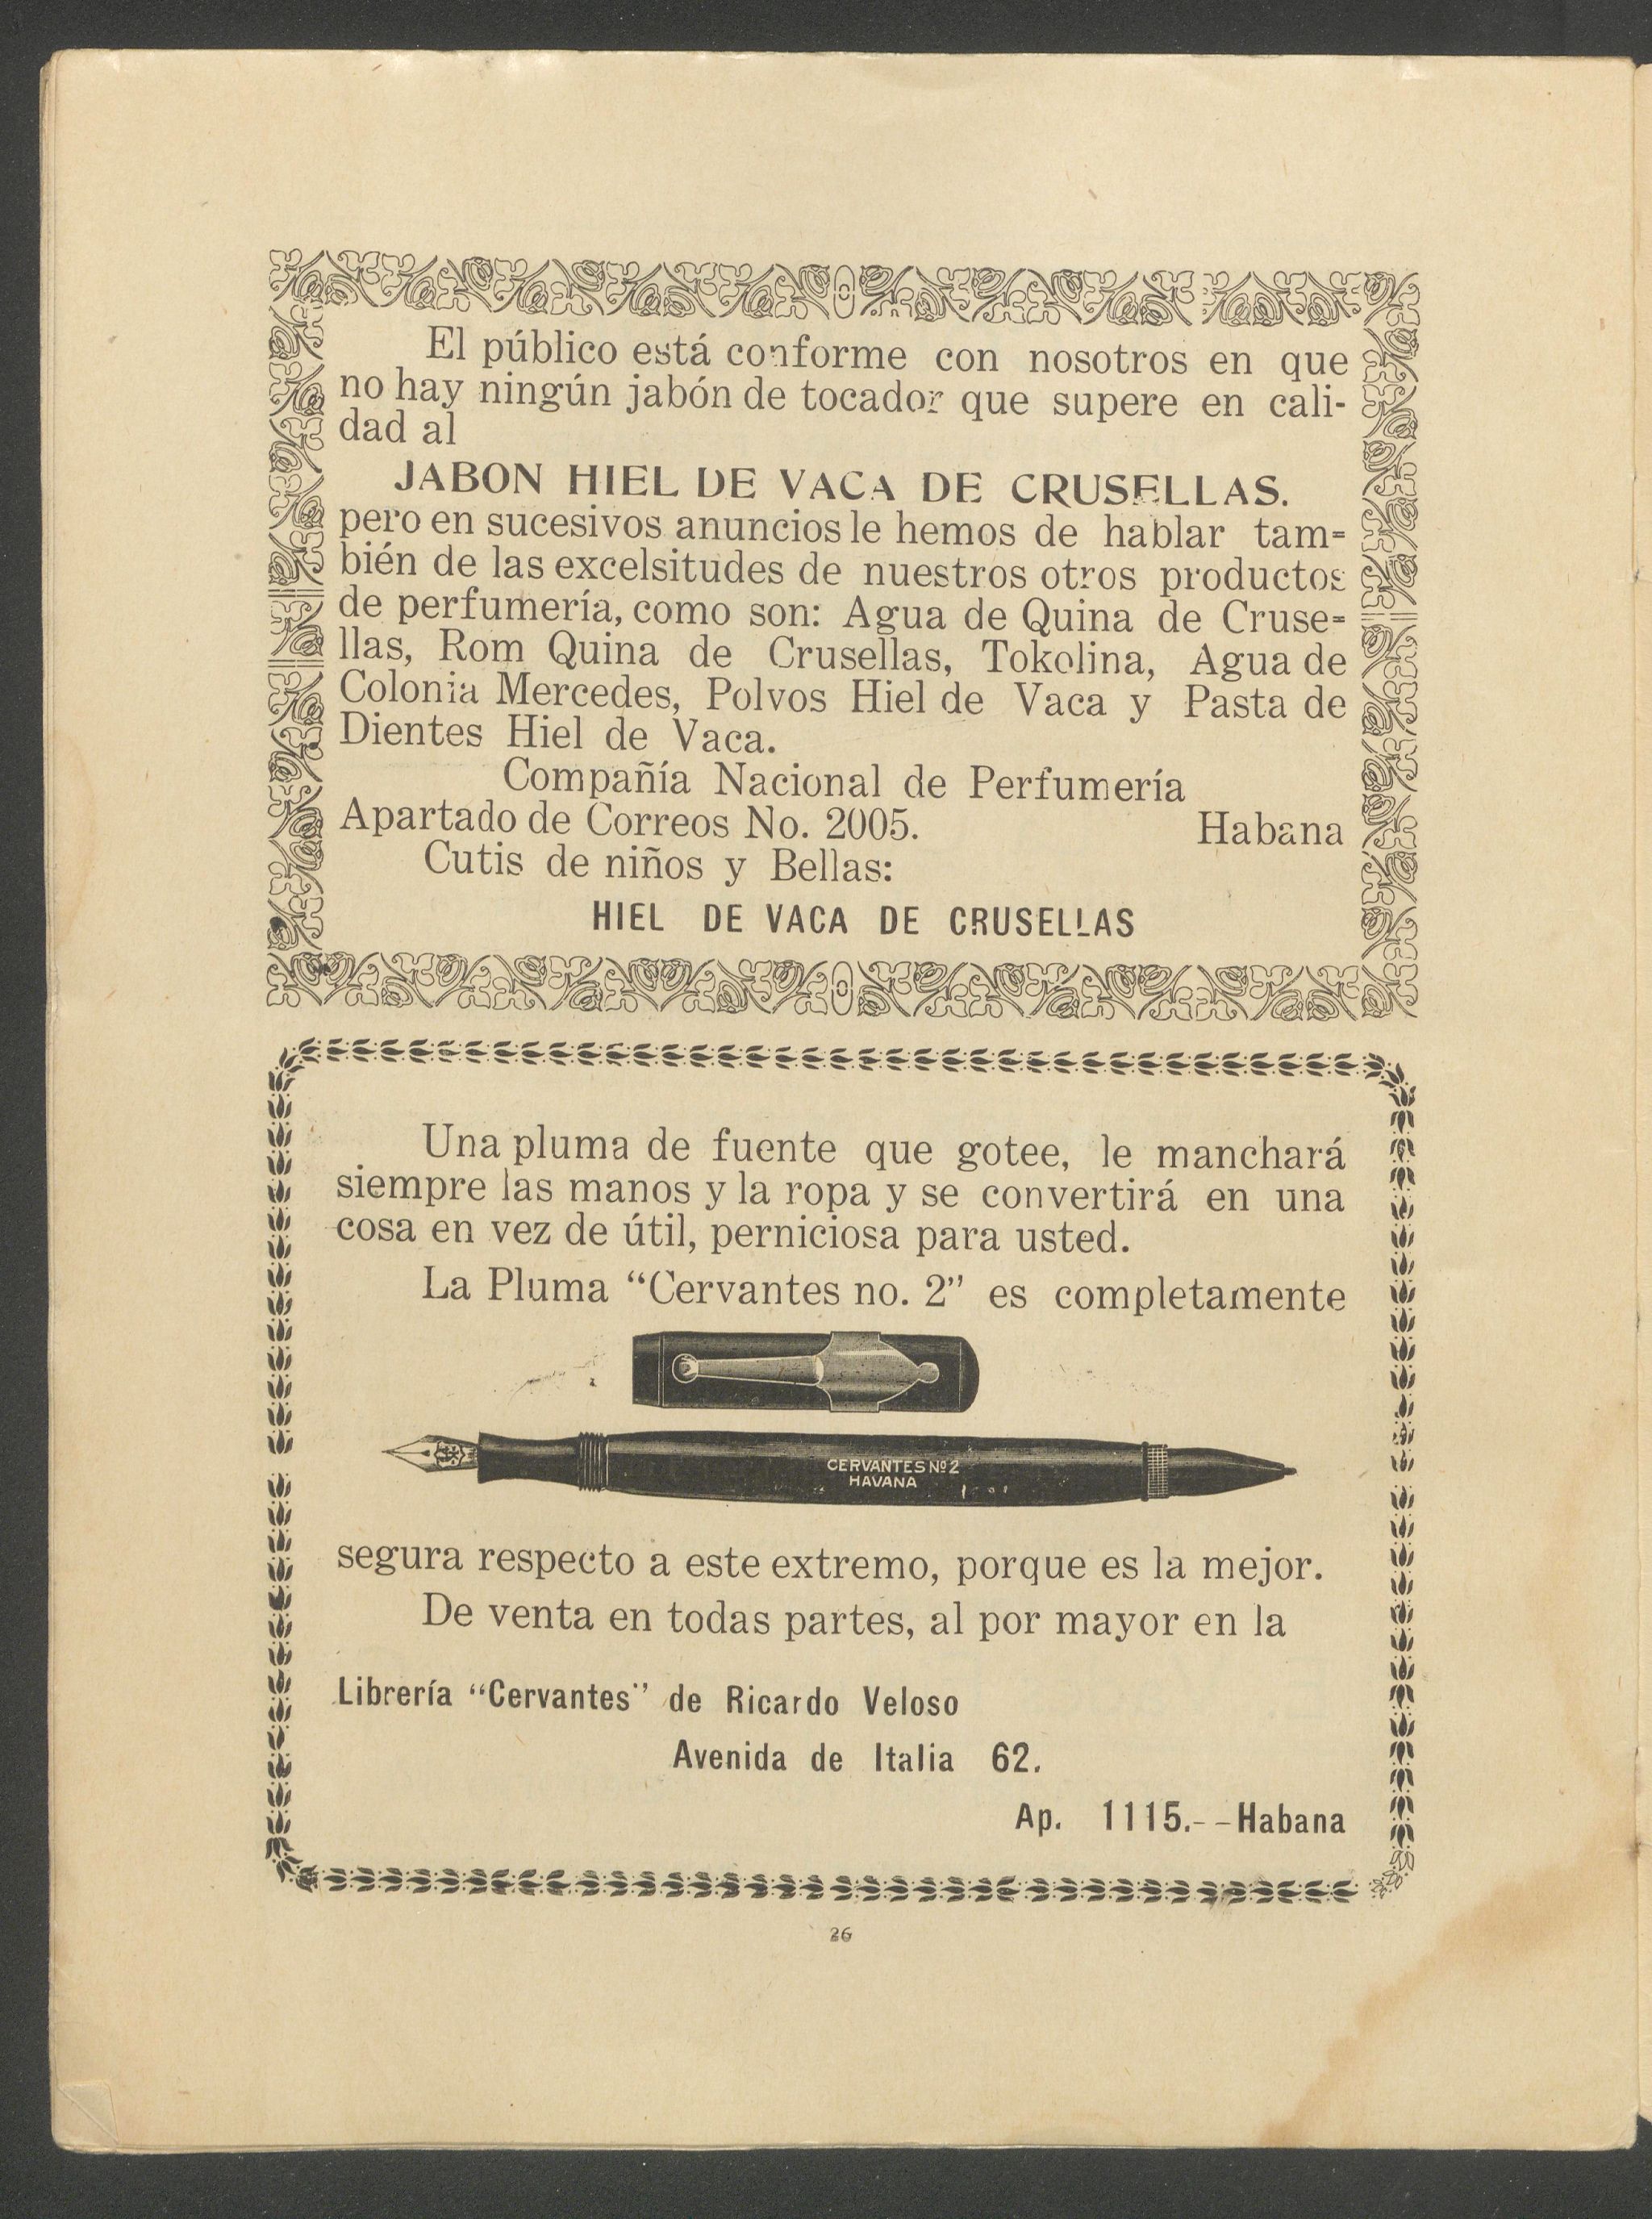 El público está conforme con nosotros en que
no hay ningún jabón de tocador que supere en cali-
dad al
JABON HIEL DE VACA DE CRUSELLAS.
pero en sucesivos anuncios le hemos de hablar tam=
bién de las excelsitudes de nuestros otros productos
de perfumería, como son: Agua de Quina de Cruse=
llas, Rom Quina de Crusellas, Tokolina, Agua de
Colonia Mercedes, Polvos Hiel de Vaca y Pasta de
Dientes Hiel de Vaca.
Compañía Nacional de Perfumería
Apartado de Correos No. 2005. Habana
Cutis de niños y Bellas:
HIEL DE VACA DE CRUSELLAS
Una pluma de fuente que gotee, le manchará
siempre las manos y la ropa y se convertirá en una
cosa en vez de útil, perniciosa para usted.
La Pluma “Cervantes no. 2” es completamente
CERVANTES Nº 2
HAVANA
segura respecto a este extremo, porque es la mejor.
De venta en todas partes, al por mayor en la
Librería “Cervantes” de Ricardo Veloso
Avenida de Italia 62.
Ap. 1115.--Habana
26